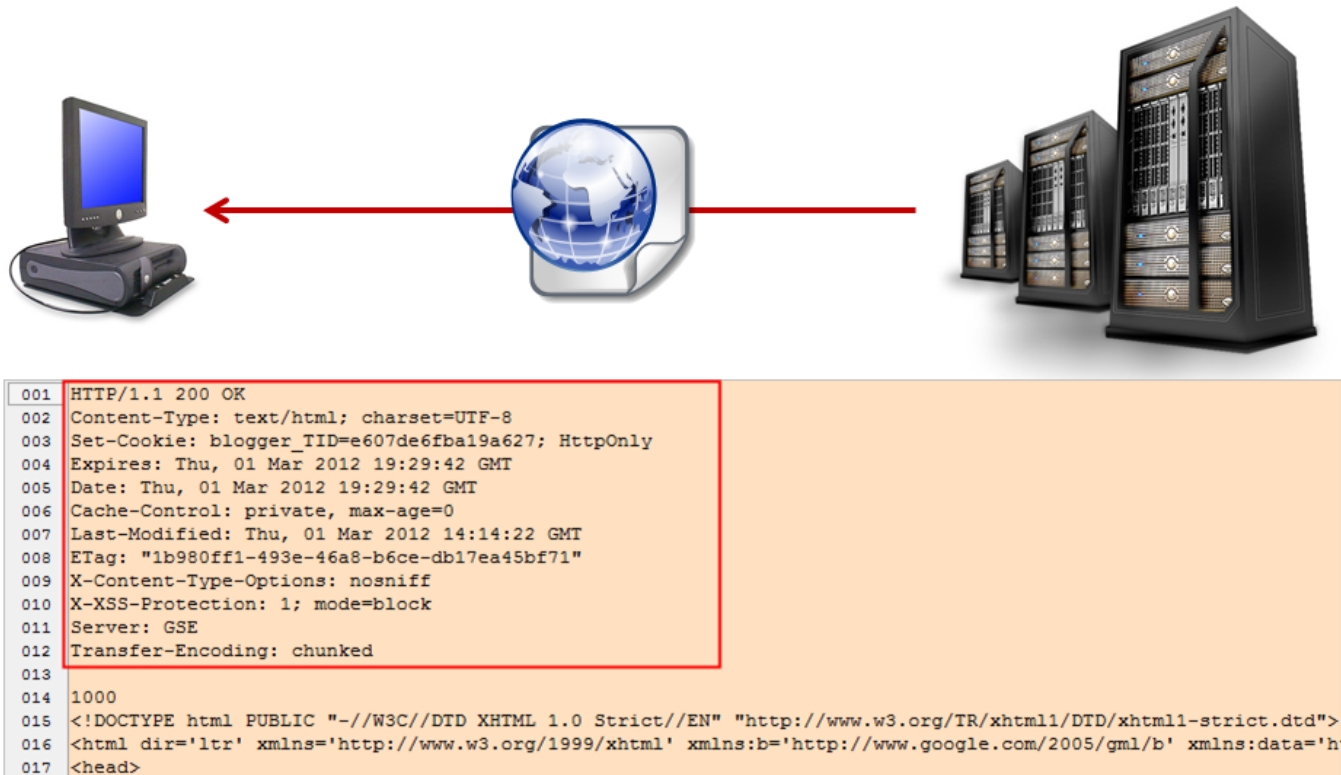 001 HTTP/1.1 200 OK
002 Content-Type: text/html; charset=UTF-8
003 Set-Cookie: blogger_TID=e607de6fba19a627; HttpOnly
004 Expires: Thu, 01 Mar 2012 19:29:42 GMT
005 Date: Thu, 01 Mar 2012 19:29:42 GMT
006 Cache-Control: private, max-age=0
007 Last-Modified: Thu, 01 Mar 2012 14:14:22 GMT
008 ETag: "1b980ff1-493e-46a8-b6ce-db17ea45bf71"
009 X-Content-Type-Options: nosniff
010 X-XSS-Protection: 1; mode=block
011 Server: GSE
012 Transfer-Encoding: chunked
013
014 1000
015 <!DOCTYPE html PUBLIC "-//W3C//DTD XHTML 1.0 Strict//EN" "http://www.w3.org/TR/xhtml1/DTD/xhtml1-strict.dtd">
016 <html dir='ltr' xmlns='http://www.w3.org/1999/xhtml' xmlns:b='http://www.google.com/2005/gml/b' xmlns:data='h
017 <head>